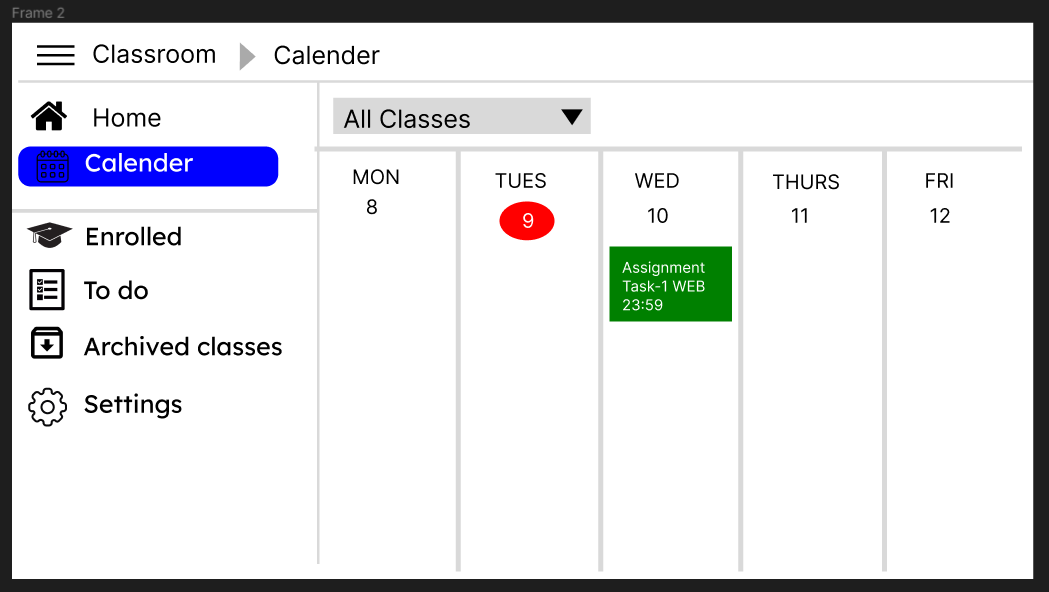 Frame 2
Classroom Calender
Home
Calender
Enrolled
To do
Archived classes
Settings
All Classes
MON
8
TUES
9
WED
10
Assignment
Task-1 WEB
23:59
THURS
11
FRI
12